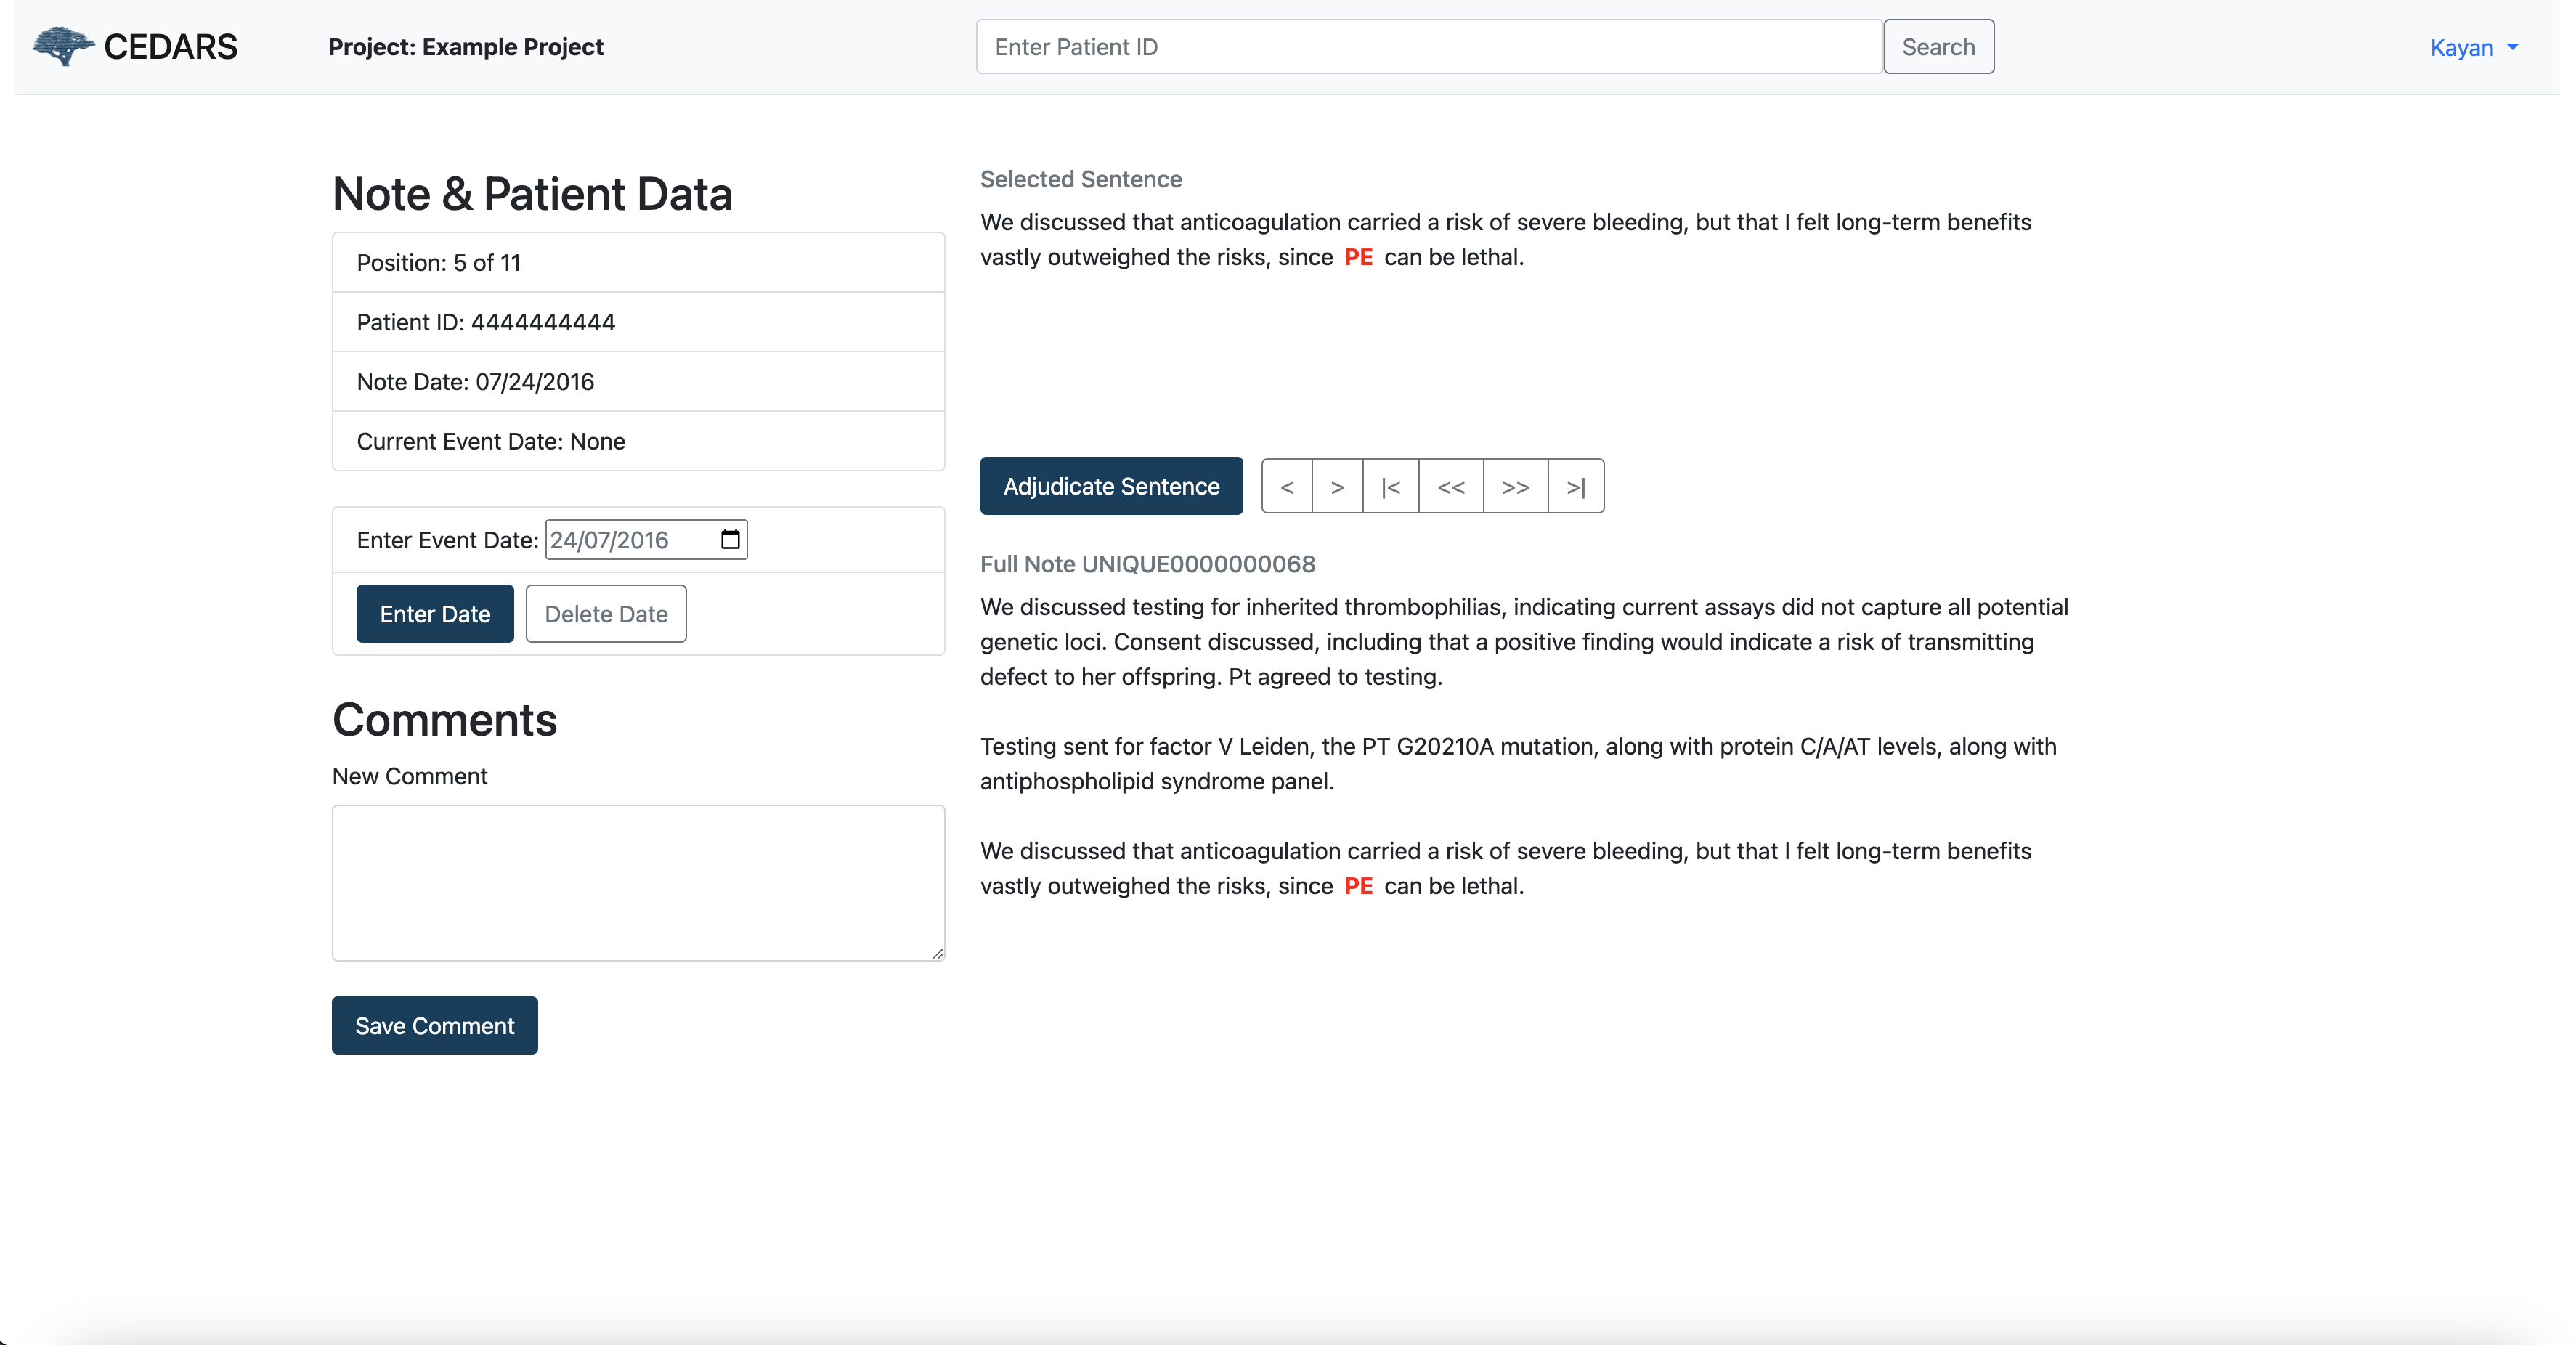 CEDARS
Project: Example Project
Enter Patient ID
Search
Kayan
Note & Patient Data
Position: 5 of 11
Patient ID: 4444444444
Note Date: 07/24/2016
Current Event Date: None
Enter Event Date: 24/07/2016
Enter Date
Delete Date
Comments
New Comment
Save Comment
Selected Sentence
We discussed that anticoagulation carried a risk of severe bleeding, but that I felt long-term benefits
vastly outweighed the risks, since PE can be lethal.
Adjudicate Sentence
< > |< << >> >|
Full Note UNIQUE0000000068
We discussed testing for inherited thrombophilias, indicating current assays did not capture all potential
genetic loci. Consent discussed, including that a positive finding would indicate a risk of transmitting
defect to her offspring. Pt agreed to testing.
Testing sent for factor V Leiden, the PT G20210A mutation, along with protein C/A/AT levels, along with
antiphospholipid syndrome panel.
We discussed that anticoagulation carried a risk of severe bleeding, but that I felt long-term benefits
vastly outweighed the risks, since PE can be lethal.